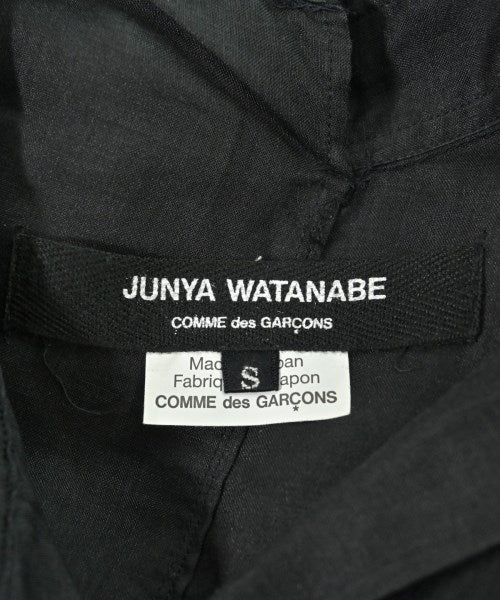 JUNYA WATANABE
COMME des GARÇONS
S
COMME des GARÇONS